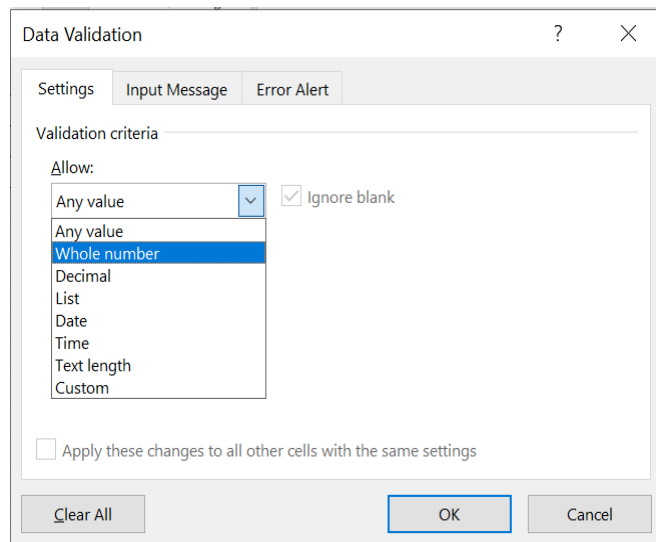 Data Validation ?
Settings Input Message Error Alert
Validation criteria
Allow:
Any value Ignore blank
Any value
Whole number
Decimal
List
Date
Time
Text length
Custom
Apply these changes to all other cells with the same settings
Clear All OK Cancel